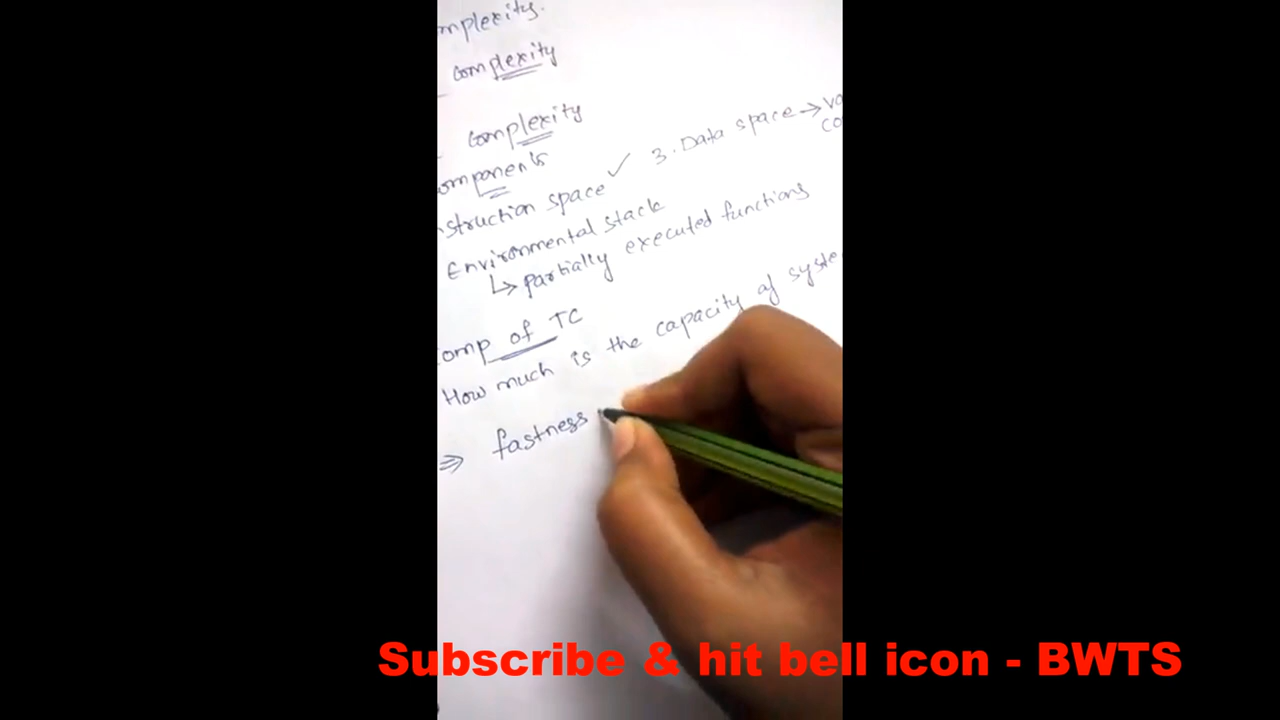 mplexity.
complexity
complexity
omponents
nstruction space ✓ 3. Data space →
Environmental stack
↳ partially executed functions
omp of TC
How much is the capacity of syste
⇒ fastness
Subscribe & hit bell icon - BWTS